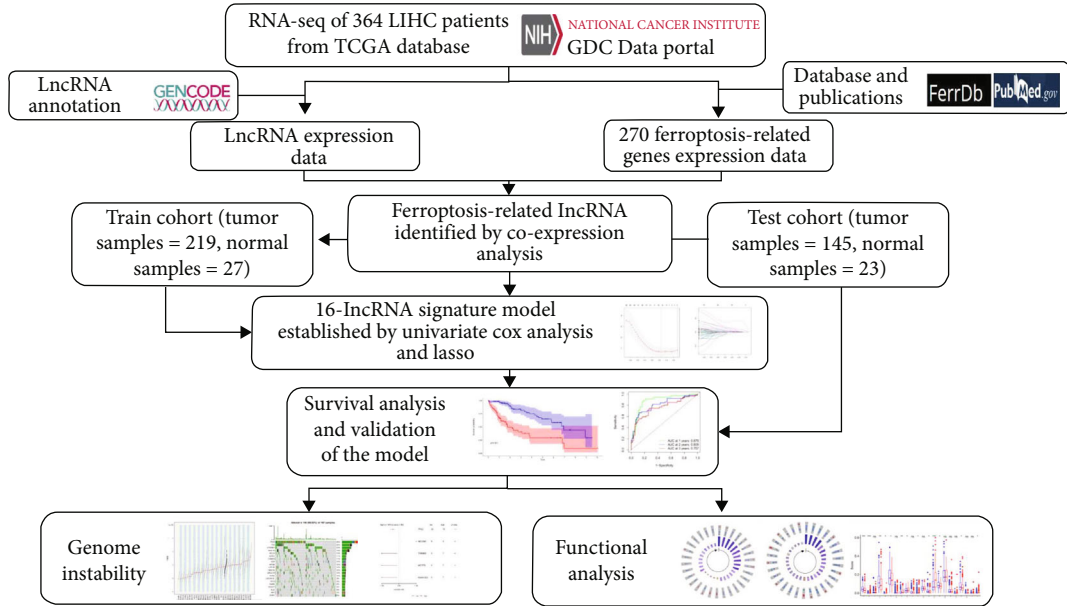 RNA-seq of 364 LIHC patients
from TCGA database
NIH
NATIONAL CANCER INSTITUTE
GDC Data portal
LncRNA
annotation
GENCODE
Database and
publications
FerrDb
PubMed.gov
LncRNA expression
data
270 ferroptosis-related
genes expression data
Train cohort (tumor
samples = 219, normal
samples = 27)
Ferroptosis-related lncRNA
identified by co-expression
analysis
Test cohort (tumor
samples = 145, normal
samples = 23)
16-lncRNA signature model
established by univariate cox analysis
and lasso
Survival analysis
and validation
of the model
Genome
instability
Functional
analysis